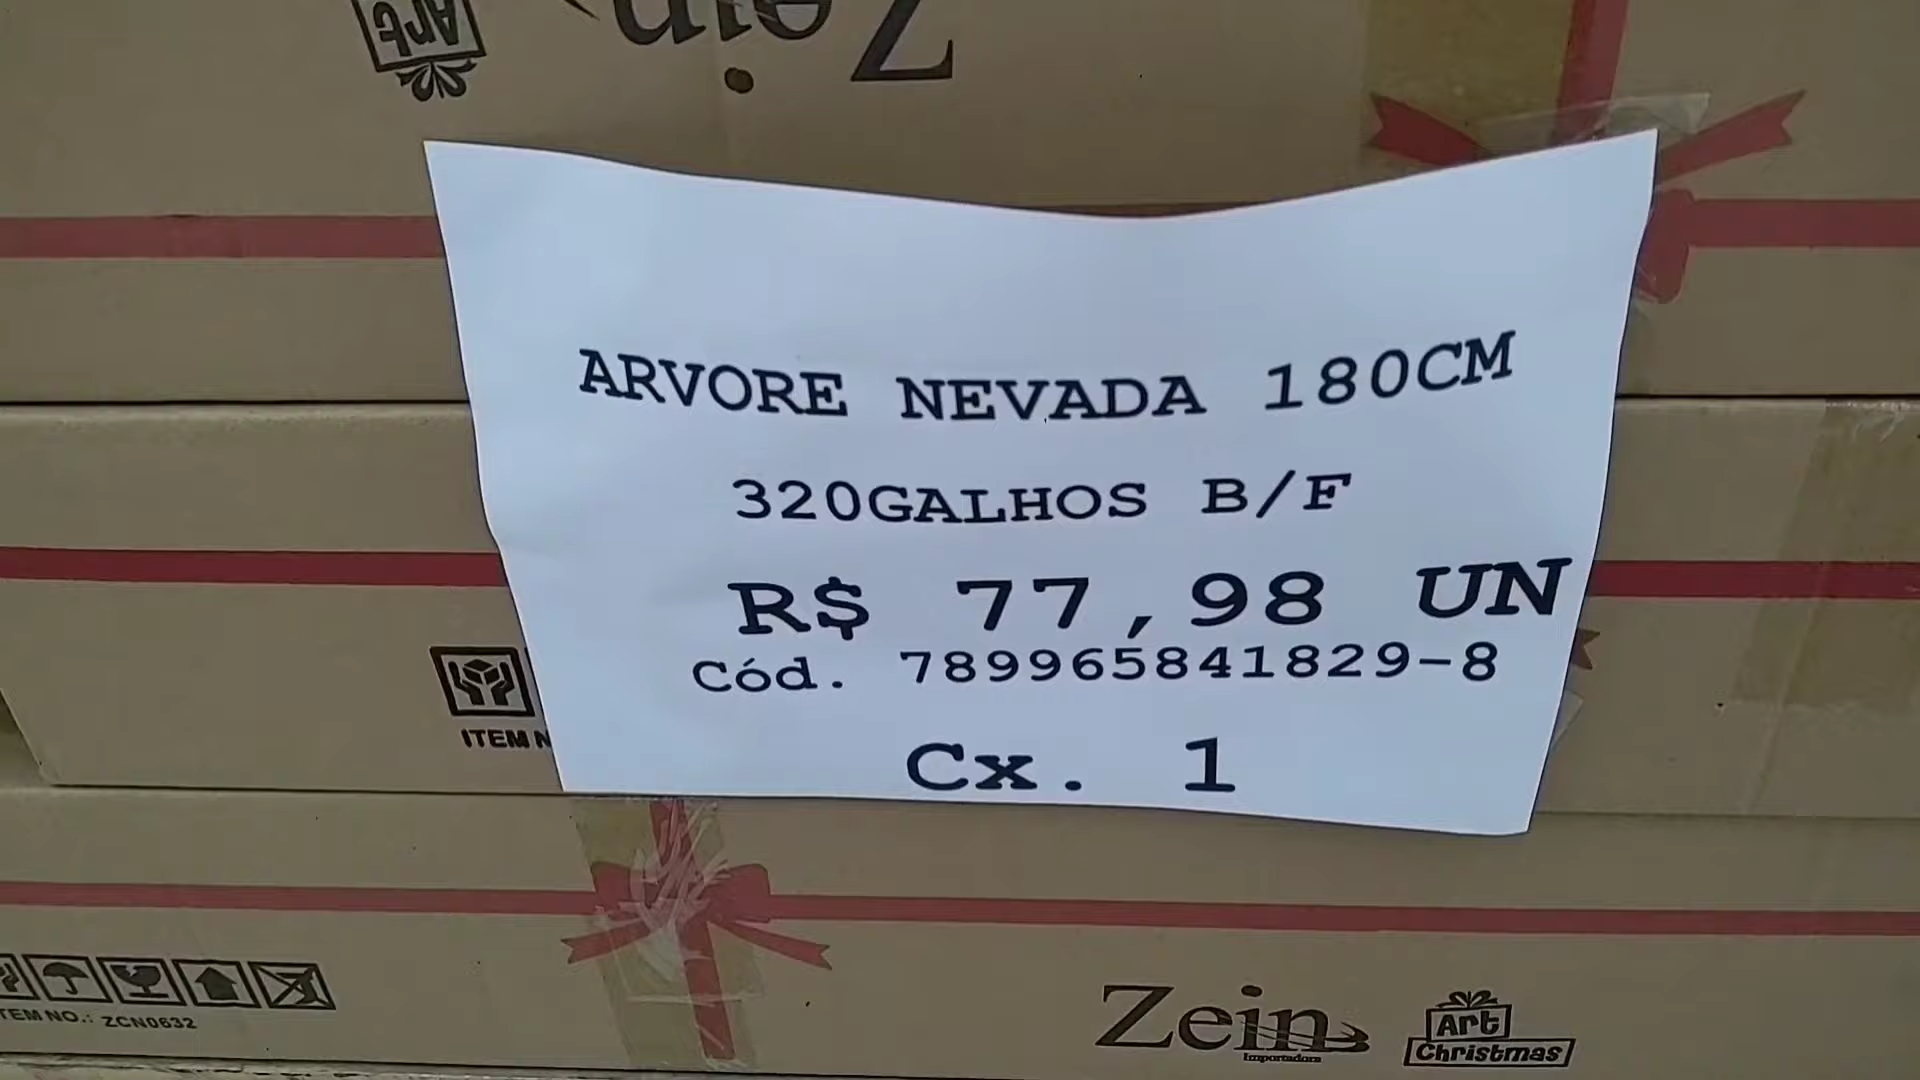 Art
Zein
ARVORE NEVADA 180CM
320GALHOS B/F
R$ 77,98 UN
Cód. 789965841829-8
Cx. 1
ITEM
ITEM NO.: ZCN0632
Zein
Importadora
Art
Christmas